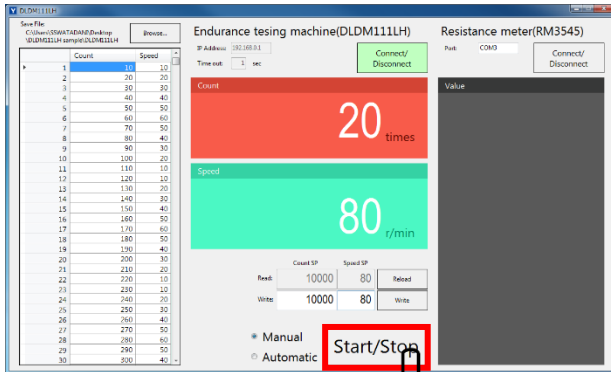 DLDM111LH
Save File:
C:\Users\SSWATADANI\Desktop
\DLDM111LH sample\DLDM111LH
Browse...
Count Speed
1 10 10
2 20 20
3 30 30
4 40 40
5 50 50
6 60 60
7 70 50
8 80 40
9 90 30
10 100 20
11 110 10
12 120 10
13 130 20
14 140 30
15 150 40
16 160 50
17 170 60
18 180 50
19 190 40
20 200 30
21 210 20
22 220 10
23 230 10
24 240 20
25 250 30
26 260 40
27 270 50
28 280 60
29 290 50
30 300 40
Endurance tesing machine(DLDM111LH)
IP Address: 192.168.0.1
Time out: 1 sec
Connect/
Disconnect
Count
20 times
Speed
80 r/min
Count SP Speed SP
Read: 10000 80 Reload
Write: 10000 80 Write
Manual
Automatic
Start/Stop
Resistance meter(RM3545)
Port: COM3
Connect/
Disconnect
Value